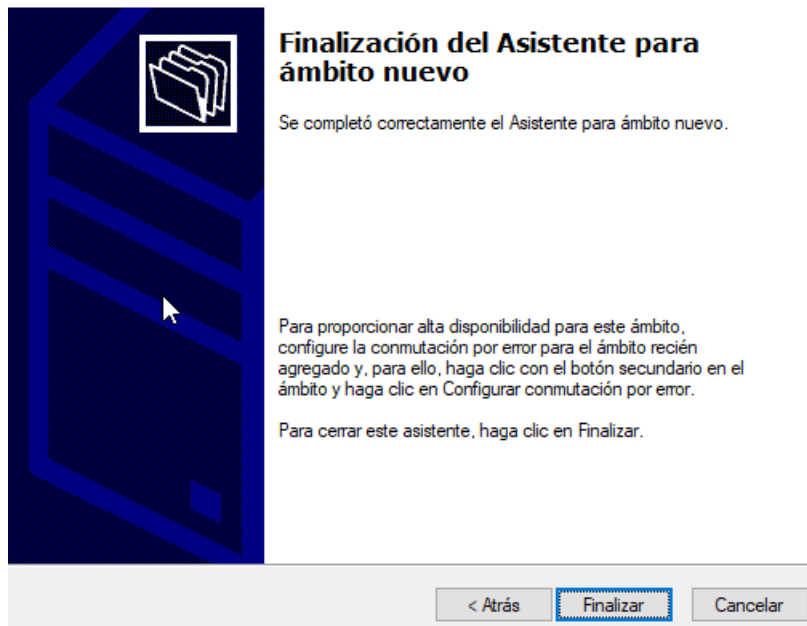 Finalización del Asistente para
ámbito nuevo
Se completó correctamente el Asistente para ámbito nuevo.
Para proporcionar alta disponibilidad para este ámbito,
configure la conmutación por error para el ámbito recién
agregado y, para ello, haga clic con el botón secundario en el
ámbito y haga clic en Configurar conmutación por error.
Para cerrar este asistente, haga clic en Finalizar.
< Atrás
Finalizar
Cancelar